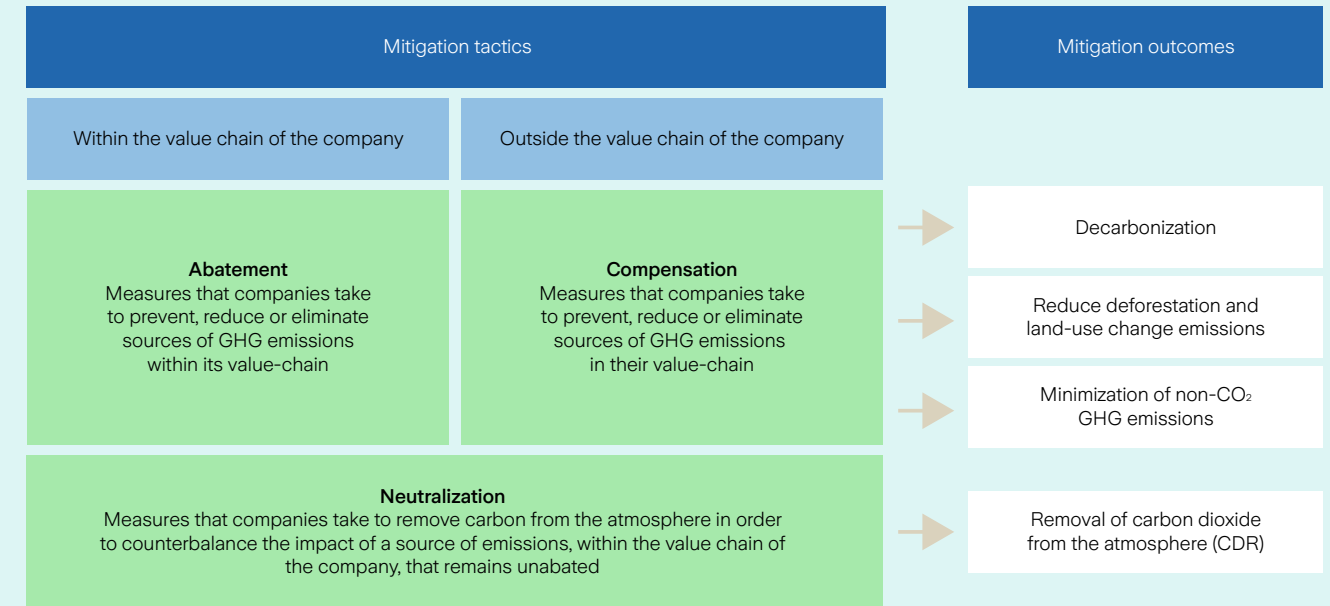 Mitigation tactics
Mitigation outcomes
Within the value chain of the company
Outside the value chain of the company
Abatement
Measures that companies take
to prevent, reduce or eliminate
sources of GHG emissions
within its value-chain
Compensation
Measures that companies take
to prevent, reduce or eliminate
sources of GHG emissions
in their value-chain
Decarbonization
Reduce deforestation and
land-use change emissions
Minimization of non-CO₂
GHG emissions
Neutralization
Measures that companies take to remove carbon from the atmosphere in order
to counterbalance the impact of a source of emissions, within the value chain of
the company, that remains unabated
Removal of carbon dioxide
from the atmosphere (CDR)